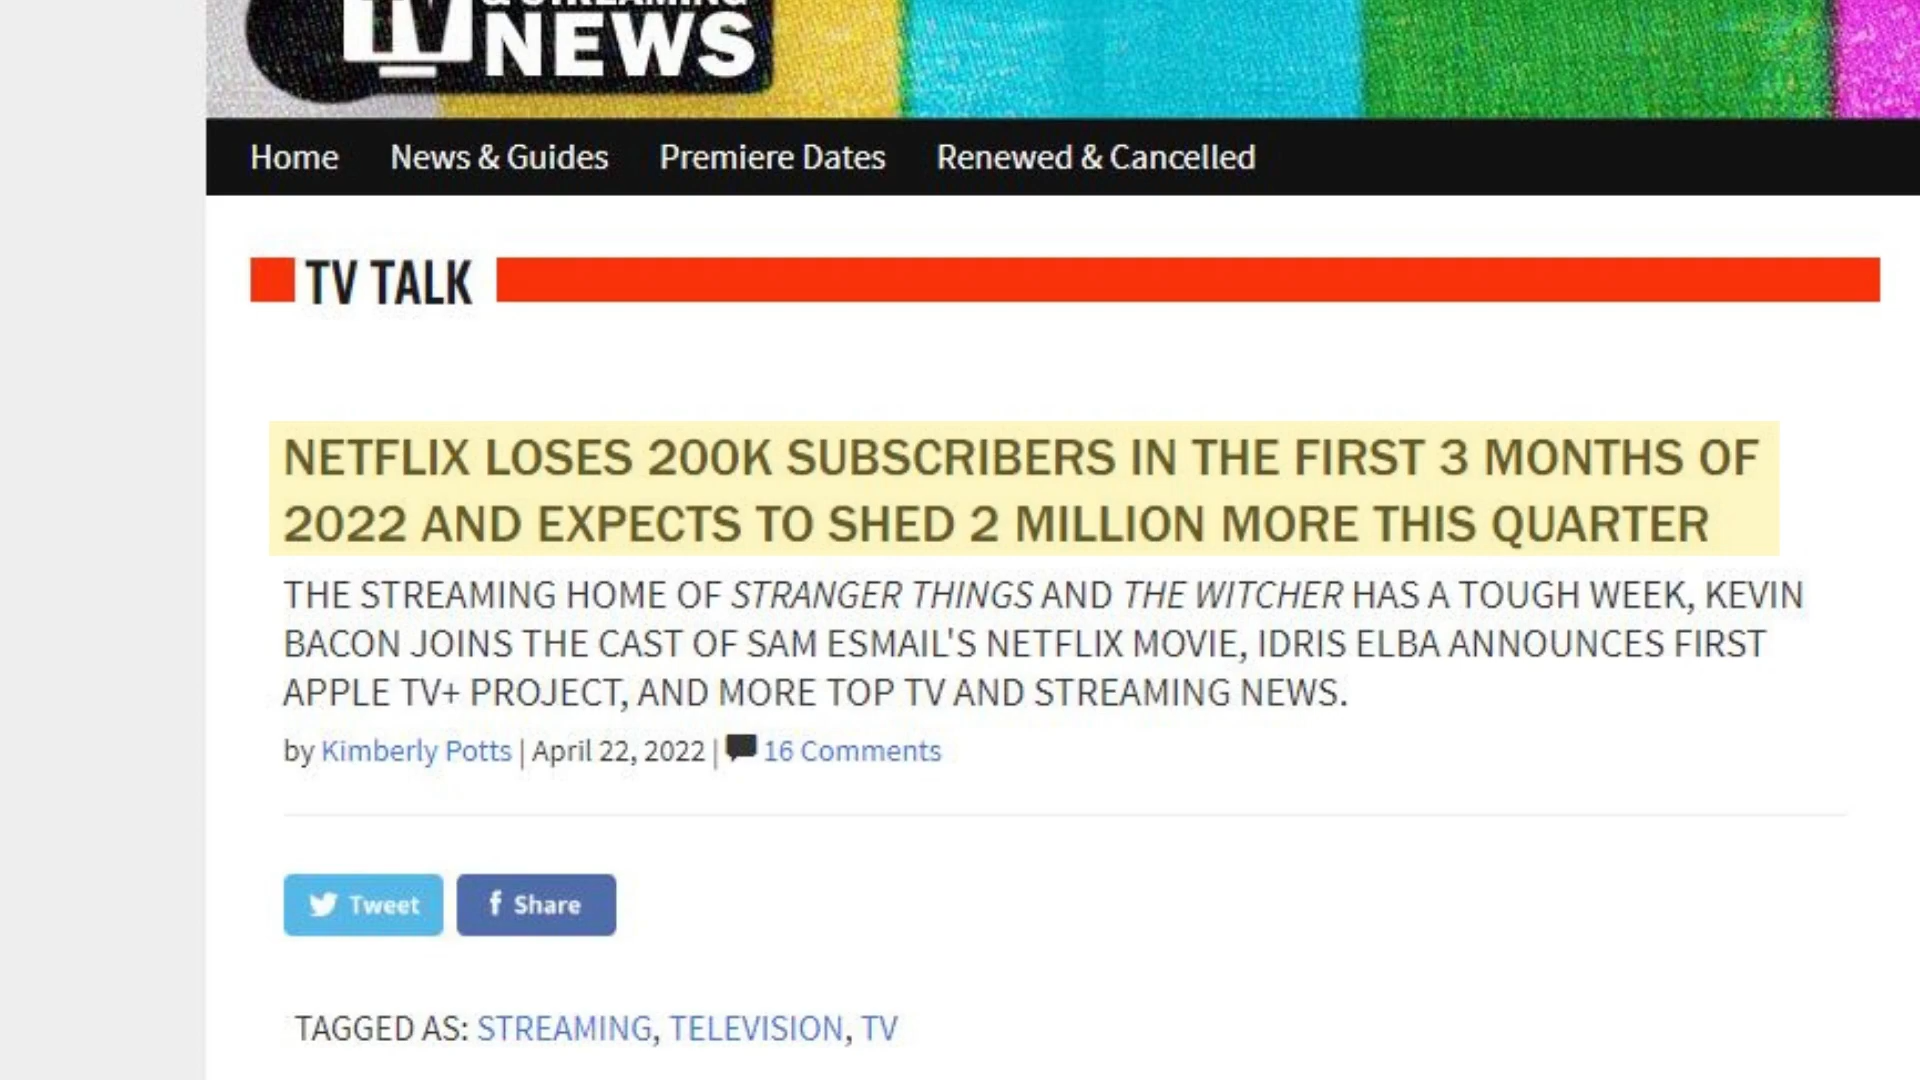 TV & STREAMING
NEWS
Home News & Guides Premiere Dates Renewed & Cancelled
TV TALK
NETFLIX LOSES 200K SUBSCRIBERS IN THE FIRST 3 MONTHS OF
2022 AND EXPECTS TO SHED 2 MILLION MORE THIS QUARTER
THE STREAMING HOME OF STRANGER THINGS AND THE WITCHER HAS A TOUGH WEEK, KEVIN
BACON JOINS THE CAST OF SAM ESMAIL'S NETFLIX MOVIE, IDRIS ELBA ANNOUNCES FIRST
APPLE TV+ PROJECT, AND MORE TOP TV AND STREAMING NEWS.
by Kimberly Potts | April 22, 2022 | 16 Comments
Tweet f Share
TAGGED AS: STREAMING, TELEVISION, TV